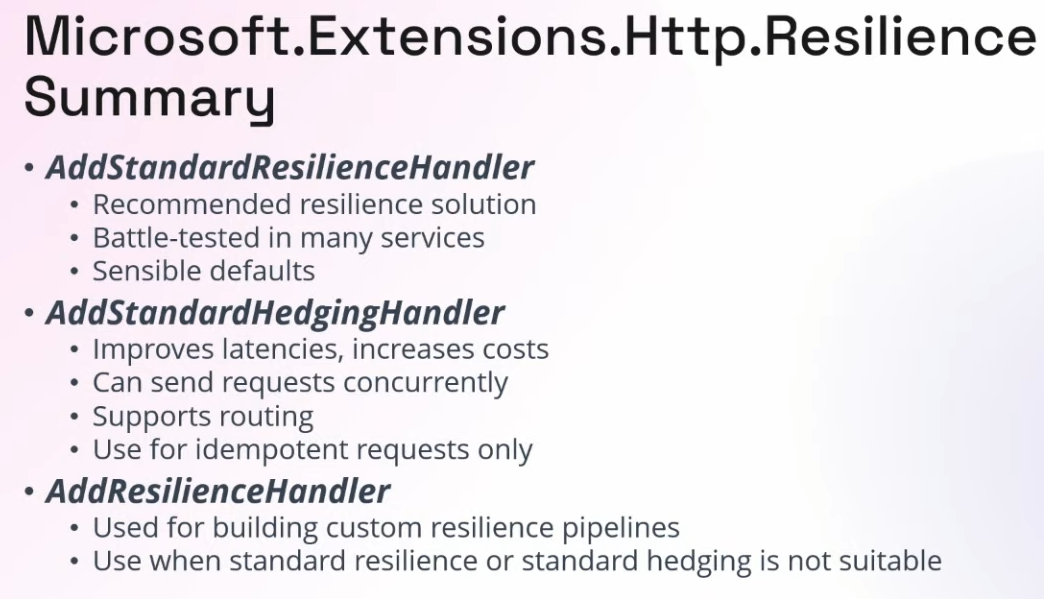 Microsoft.Extensions.Http.Resilience
Summary
• AddStandardResilienceHandler
• Recommended resilience solution
• Battle-tested in many services
• Sensible defaults
• AddStandardHedgingHandler
• Improves latencies, increases costs
• Can send requests concurrently
• Supports routing
• Use for idempotent requests only
• AddResilienceHandler
• Used for building custom resilience pipelines
• Use when standard resilience or standard hedging is not suitable